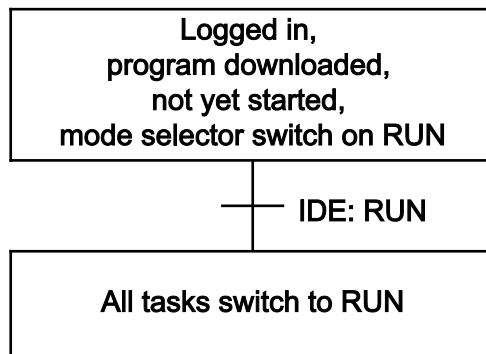 Logged in,
program downloaded,
not yet started,
mode selector switch on RUN
IDE: RUN
All tasks switch to RUN